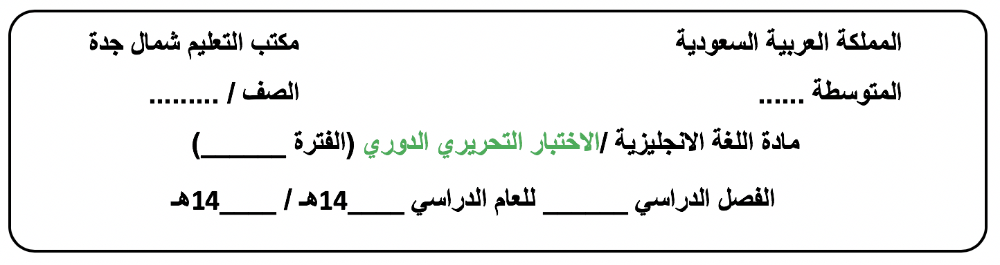 المملكة العربية السعودية مكتب التعليم شمال جدة
المتوسطة ...... الصف / .........
مادة اللغة الانجليزية /الاختبار التحريري الدوري (الفترة ______)
الفصل الدراسي ______ للعام الدراسي ____14هـ / ____14هـ